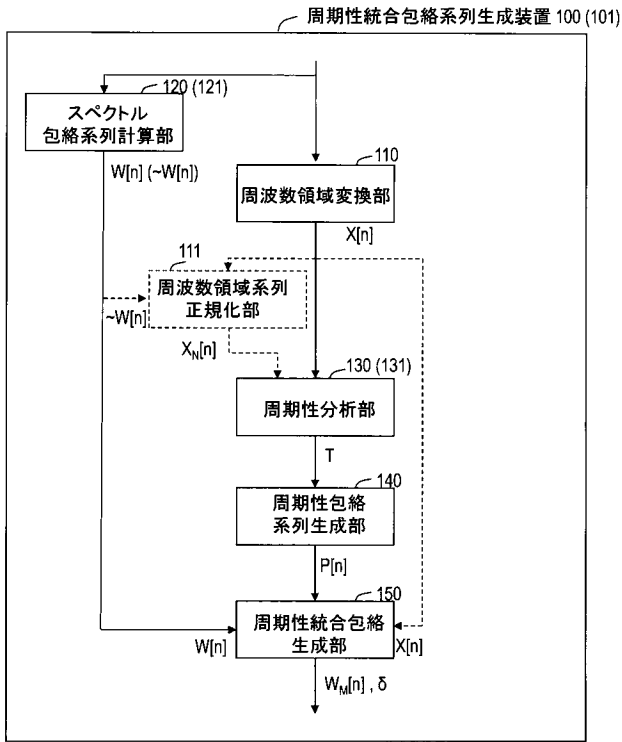 周期性統合包絡系列生成装置 100 (101)
120 (121)
スペクトル
包絡系列計算部
W[n] (~W[n])
110
周波数領域変換部
X[n]
111
周波数領域系列
正規化部
~W[n]
X_N[n]
130 (131)
周期性分析部
T
140
周期性包絡
系列生成部
P[n]
150
周期性統合包絡
生成部
W[n]
X[n]
W_M[n] , δ